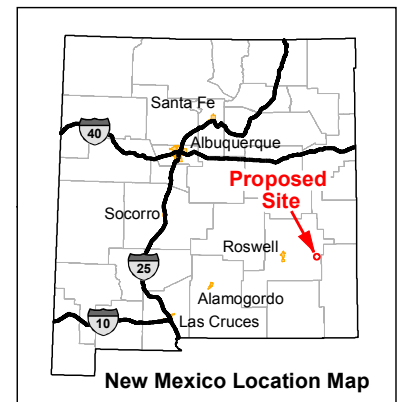 Santa Fe
40
Albuquerque
Proposed
Site
Socorro
Roswell
25
Alamogordo
10
Las Cruces
New Mexico Location Map